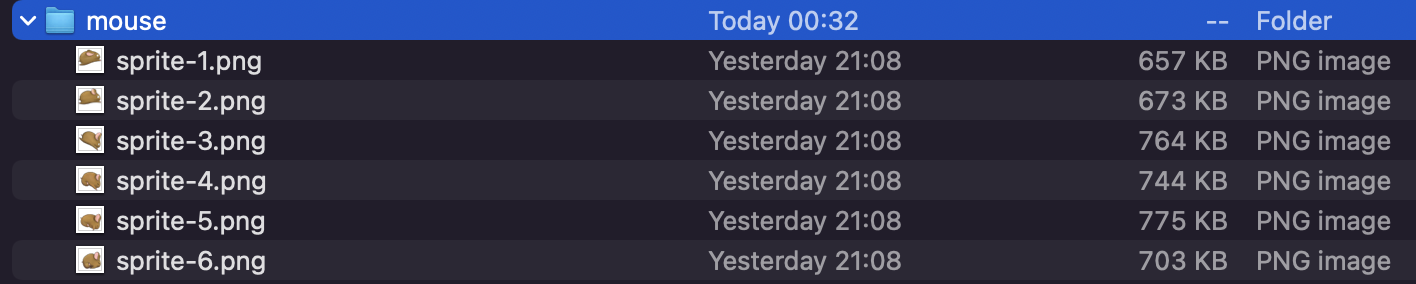 mouse Today 00:32 -- Folder
sprite-1.png Yesterday 21:08 657 KB PNG image
sprite-2.png Yesterday 21:08 673 KB PNG image
sprite-3.png Yesterday 21:08 764 KB PNG image
sprite-4.png Yesterday 21:08 744 KB PNG image
sprite-5.png Yesterday 21:08 775 KB PNG image
sprite-6.png Yesterday 21:08 703 KB PNG image